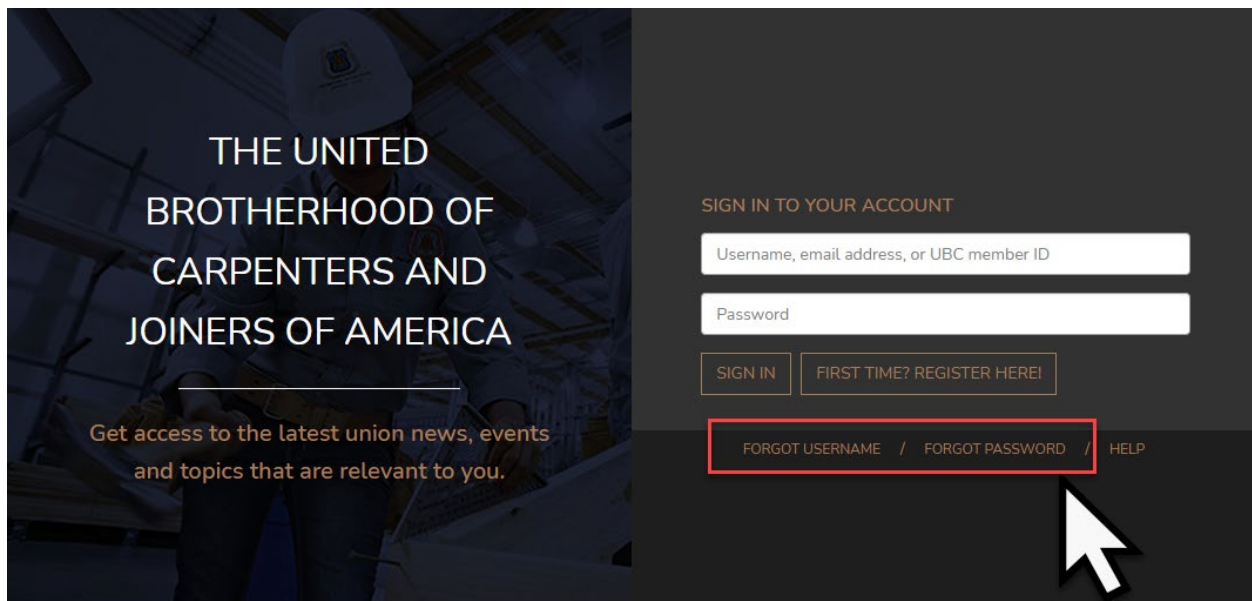 THE UNITED
BROTHERHOOD OF
CARPENTERS AND
JOINERS OF AMERICA
Get access to the latest union news, events
and topics that are relevant to you.
SIGN IN TO YOUR ACCOUNT
Username, email address, or UBC member ID
Password
SIGN IN FIRST TIME? REGISTER HERE!
FORGOT USERNAME / FORGOT PASSWORD / HELP